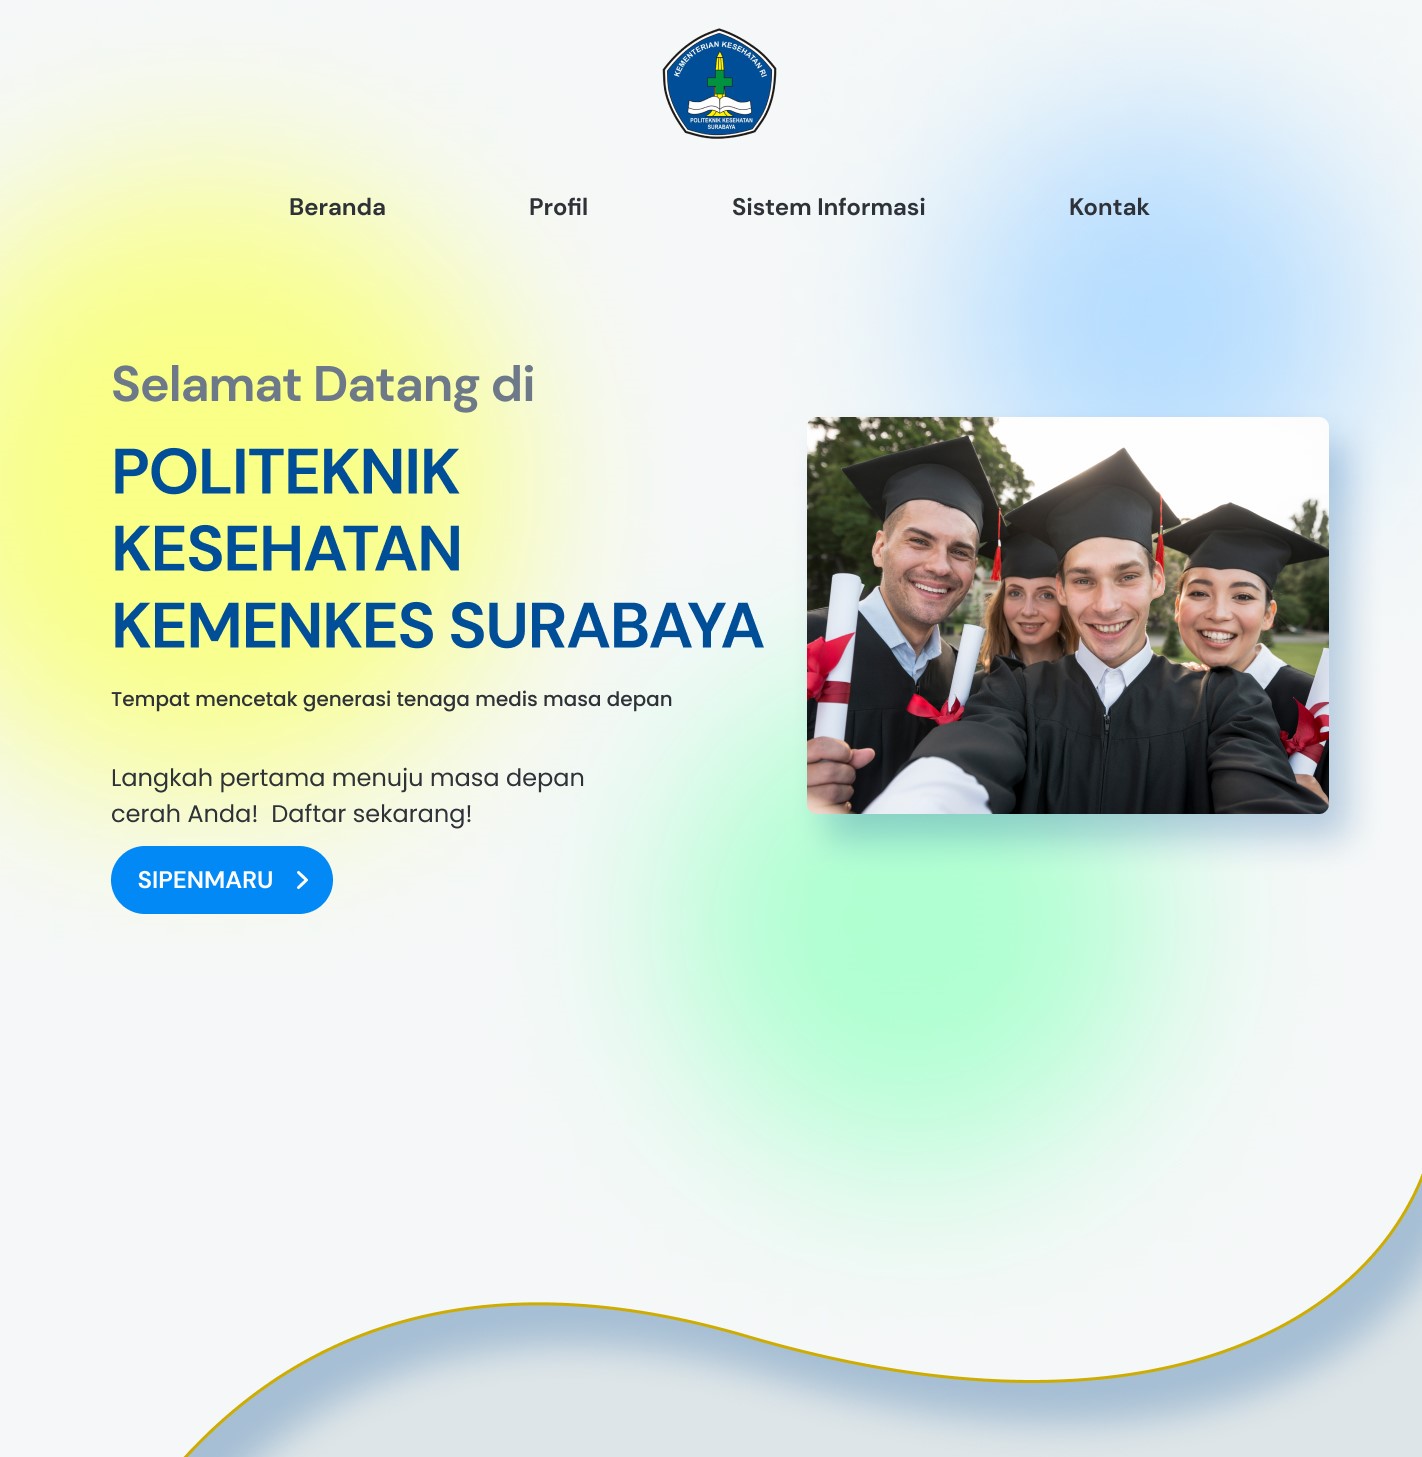 KEMENTERIAN KESEHATAN RI
POLITEKNIK KESEHATAN
SURABAYA
Beranda Profil Sistem Informasi Kontak
Selamat Datang di
POLITEKNIK
KESEHATAN
KEMENKES SURABAYA
Tempat mencetak generasi tenaga medis masa depan
Langkah pertama menuju masa depan
cerah Anda!  Daftar sekarang!
SIPENMARU